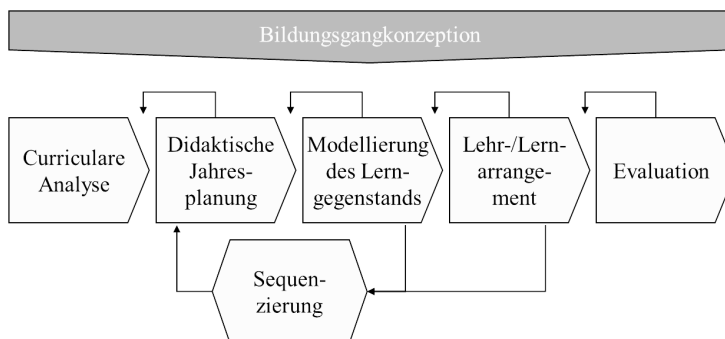 Bildungsgangkonzeption
Curriculare
Analyse
Didaktische
Jahres-
planung
Modellierung
des Lern-
gegenstands
Lehr-/Lern-
arrange-
ment
Evaluation
Sequen-
zierung